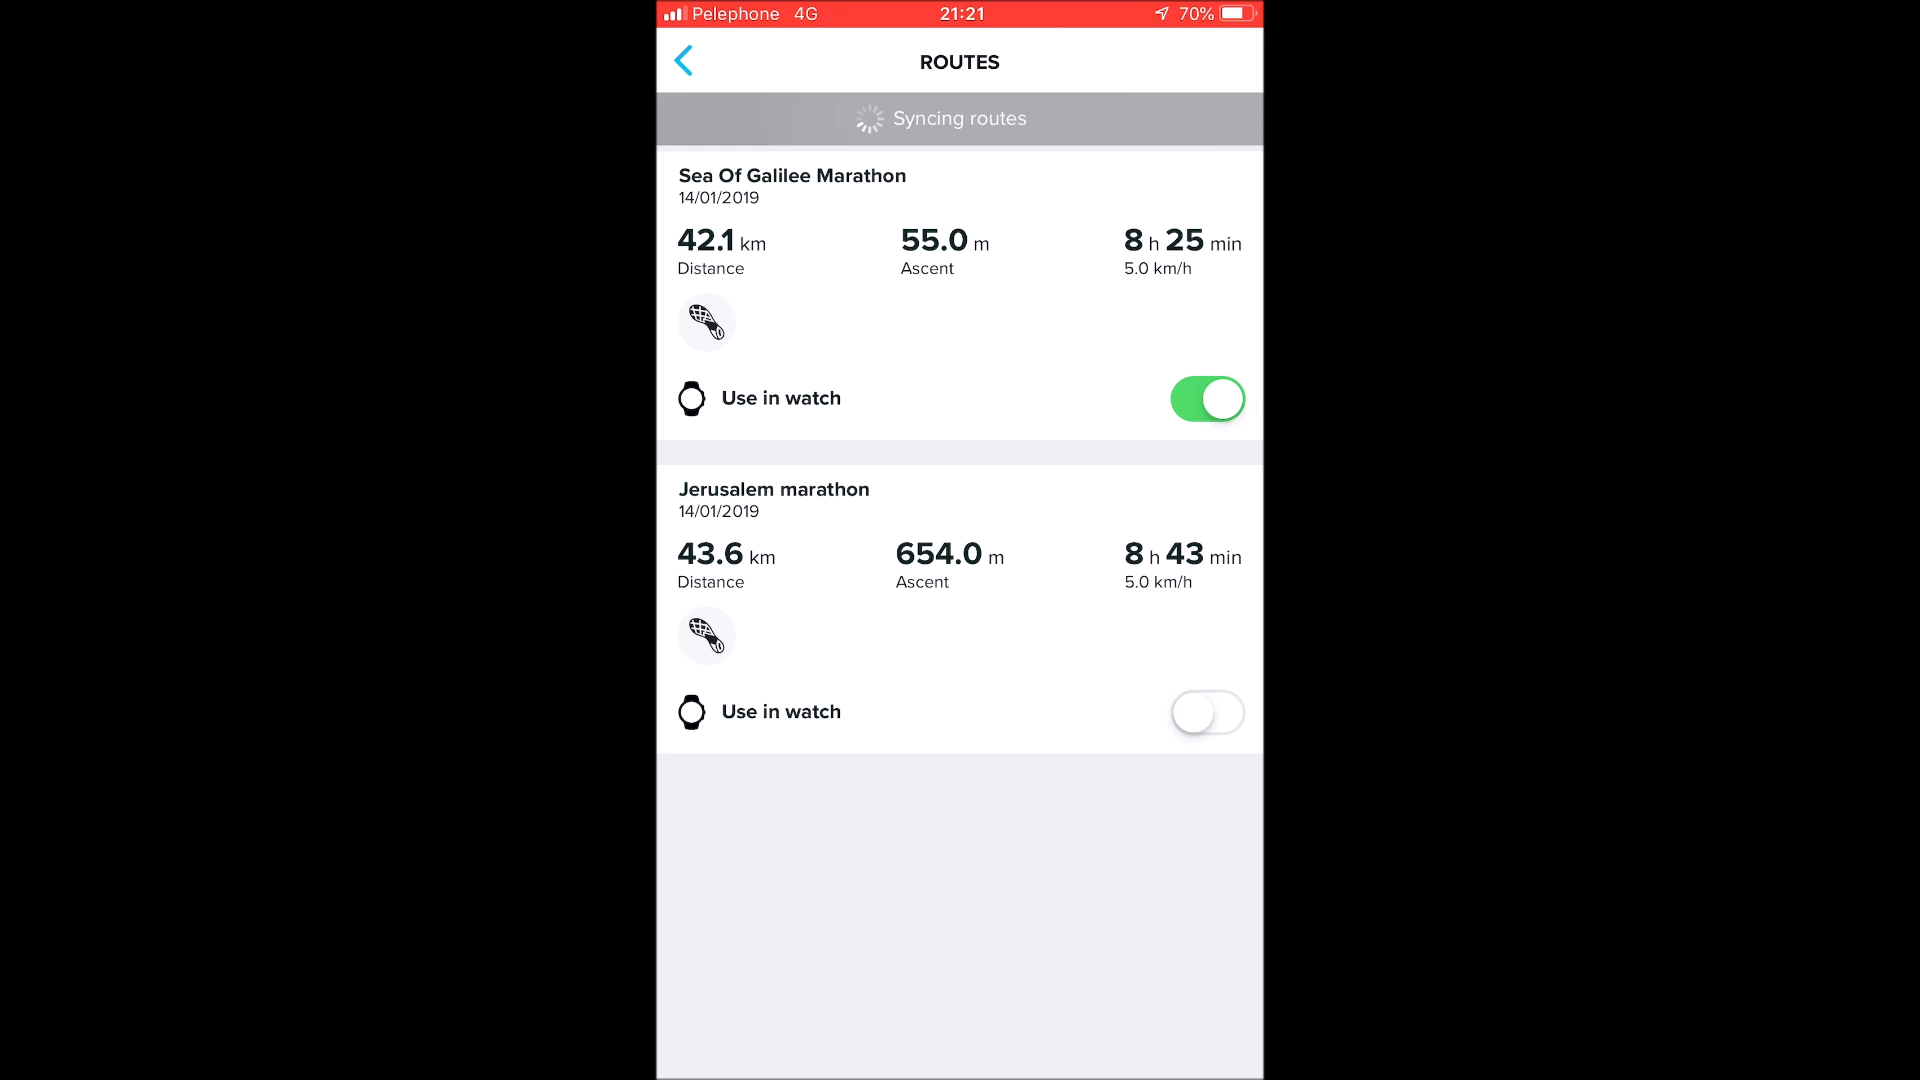 Pelephone 4G 21:21 70%
ROUTES
Syncing routes
Sea Of Galilee Marathon
14/01/2019
42.1 km 55.0 m 8 h 25 min
Distance Ascent 5.0 km/h
Use in watch
Jerusalem marathon
14/01/2019
43.6 km 654.0 m 8 h 43 min
Distance Ascent 5.0 km/h
Use in watch